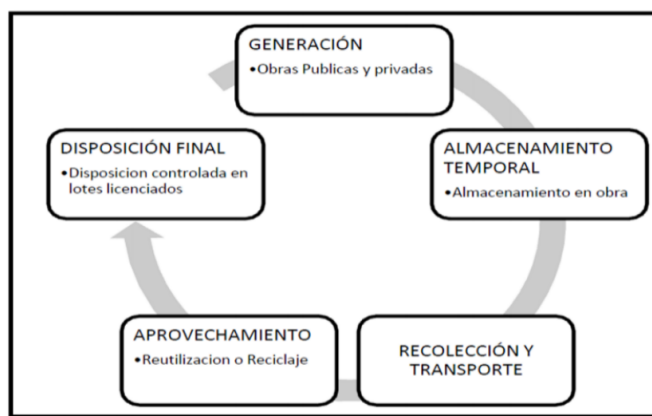 GENERACIÓN
•Obras Publicas y privadas
ALMACENAMIENTO
TEMPORAL
•Almacenamiento en obra
RECOLECCIÓN Y
TRANSPORTE
APROVECHAMIENTO
•Reutilizacion o Reciclaje
DISPOSICIÓN FINAL
•Disposicion controlada en
lotes licenciados